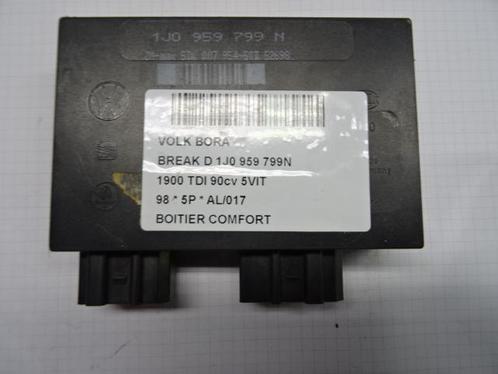 1J0 959 799 N
VOLK BORA
BREAK D 1J0 959 799N
1900 TDI 90cv 5VIT
98 * 5P * AL/017
BOITIER COMFORT